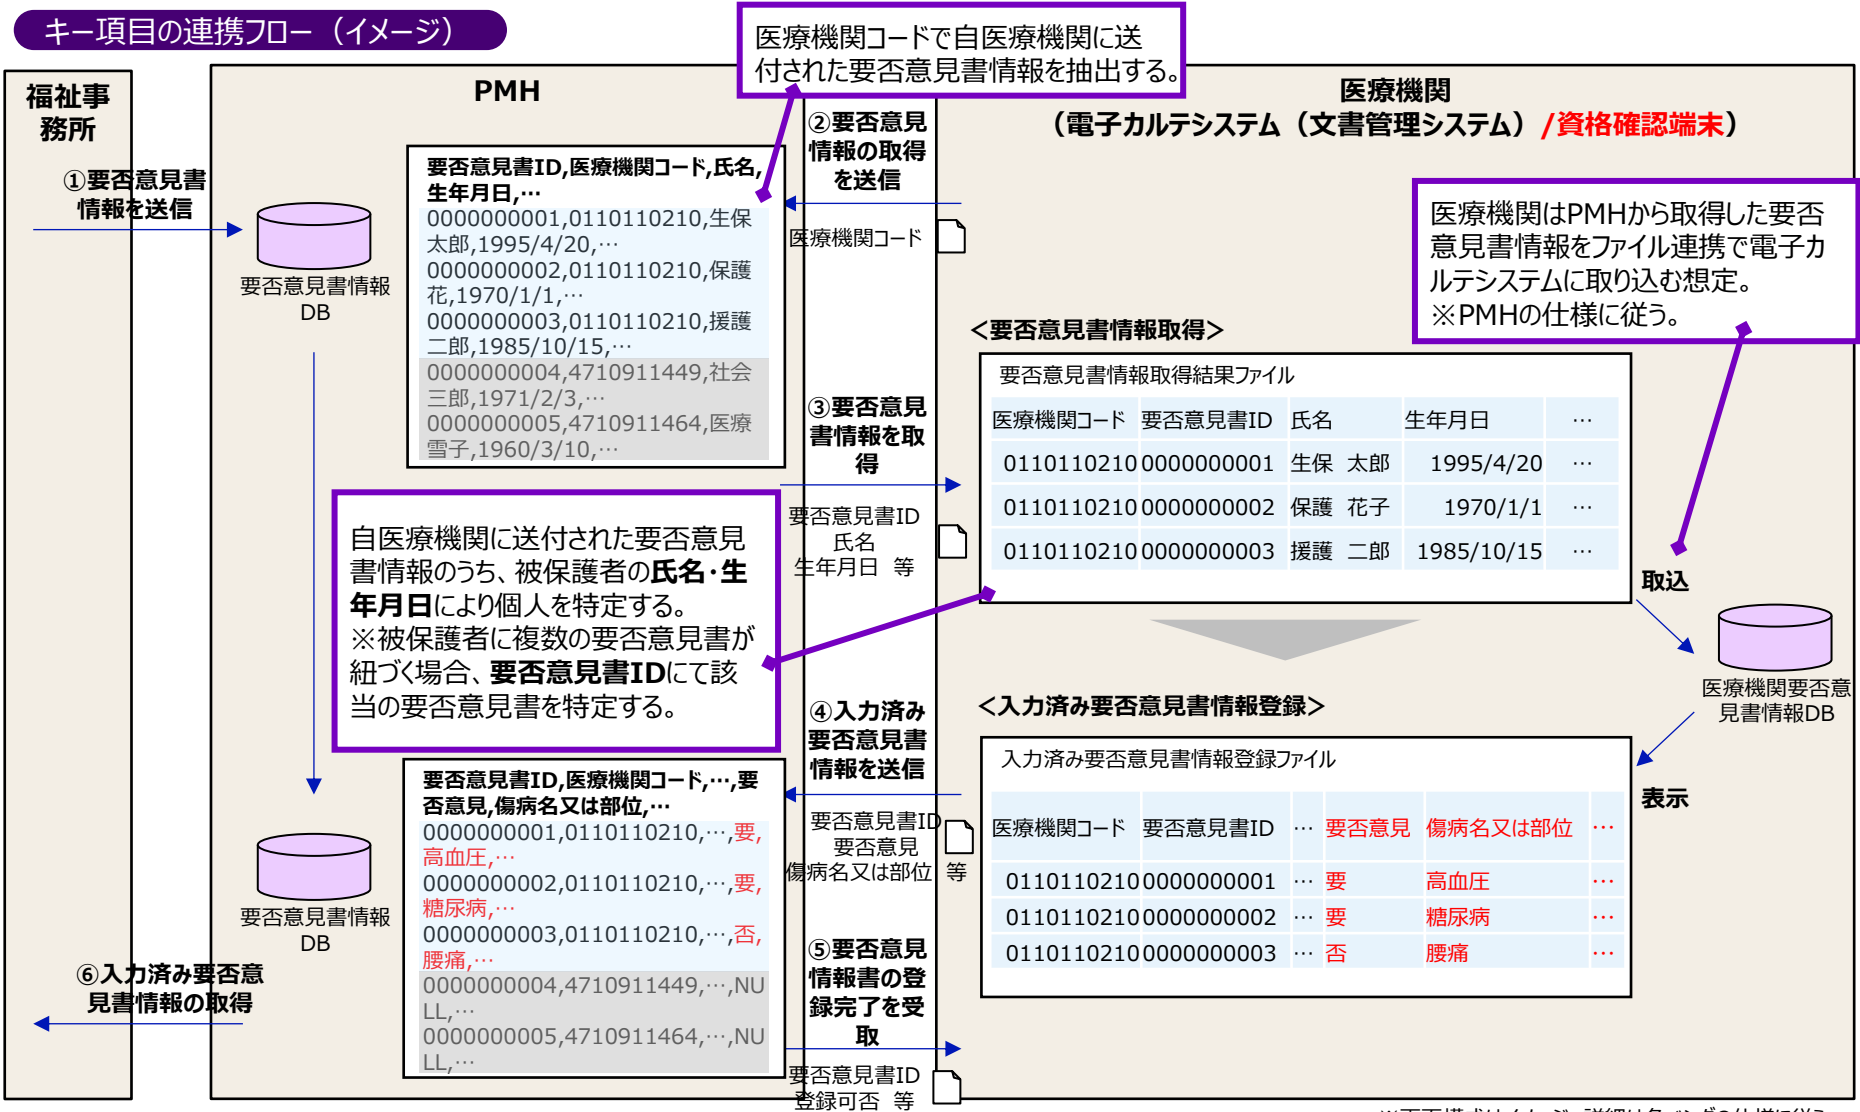 キー項目の連携フロー（イメージ）
医療機関コードで自医療機関に送
付された要否意見書情報を抽出する。
福祉事
務所
PMH
医療機関
（電子カルテシステム（文書管理システム）/資格確認端末）
①要否意見書
情報を送信
要否意見書情報
DB
要否意見書ID,医療機関コード,氏名,
生年月日,…
0000000001,0110110210,生保
太郎,1995/4/20,…
0000000002,0110110210,保護
花,1970/1/1,…
0000000003,0110110210,援護
二郎,1985/10/15,…
0000000004,4710911449,社会
三郎,1971/2/3,…
0000000005,4710911464,医療
雪子,1960/3/10,…
②要否意見
情報の取得
を送信
医療機関コード
医療機関はPMHから取得した要否
意見書情報をファイル連携で電子カ
ルテシステムに取り込む想定。
※PMHの仕様に従う。
＜要否意見書情報取得＞
要否意見書情報取得結果ファイル
医療機関コード 要否意見書ID 氏名 生年月日 …
0110110210 0000000001 生保 太郎 1995/4/20 …
0110110210 0000000002 保護 花子 1970/1/1 …
0110110210 0000000003 援護 二郎 1985/10/15 …
③要否意見
書情報を取
得
要否意見書ID
氏名
生年月日 等
自医療機関に送付された要否意見
書情報のうち、被保護者の氏名・生
年月日により個人を特定する。
※被保護者に複数の要否意見書が
紐づく場合、要否意見書IDにて該
当の要否意見書を特定する。
取込
医療機関要否意
見書情報DB
表示
＜入力済み要否意見書情報登録＞
入力済み要否意見書情報登録ファイル
医療機関コード 要否意見書ID … 要否意見 傷病名又は部位 …
0110110210 0000000001 … 要 高血圧 …
0110110210 0000000002 … 要 糖尿病 …
0110110210 0000000003 … 否 腰痛 …
④入力済み
要否意見書
情報を送信
要否意見書ID
要否意見
傷病名又は部位 等
要否意見書ID,医療機関コード,…,要
否意見,傷病名又は部位,…
0000000001,0110110210,…,要,
高血圧,…
0000000002,0110110210,…,要,
糖尿病,…
0000000003,0110110210,…,否,
腰痛,…
0000000004,4710911449,…,NU
LL,…
0000000005,4710911464,…,NU
LL,…
要否意見書情報
DB
⑤要否意見
情報書の登
録完了を受
取
要否意見書ID
登録可否 等
⑥入力済み要否意
見書情報の取得